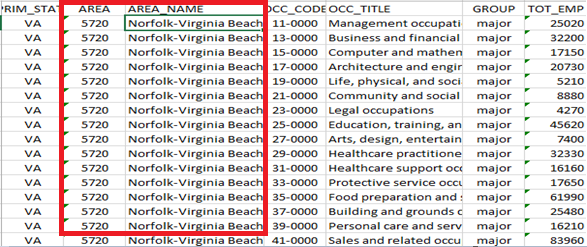 PRIM_STAT AREA AREA_NAME OCC_CODE OCC_TITLE GROUP TOT_EMP
VA 5720 Norfolk-Virginia Beach 11-0000 Management occupati major 25020
VA 5720 Norfolk-Virginia Beach 13-0000 Business and financial major 32200
VA 5720 Norfolk-Virginia Beach 15-0000 Computer and mathem major 17150
VA 5720 Norfolk-Virginia Beach 17-0000 Architecture and engin major 20730
VA 5720 Norfolk-Virginia Beach 19-0000 Life, physical, and soci major 5210
VA 5720 Norfolk-Virginia Beach 21-0000 Community and social major 8880
VA 5720 Norfolk-Virginia Beach 23-0000 Legal occupations major 4270
VA 5720 Norfolk-Virginia Beach 25-0000 Education, training, an major 45620
VA 5720 Norfolk-Virginia Beach 27-0000 Arts, design, entertain major 7400
VA 5720 Norfolk-Virginia Beach 29-0000 Healthcare practitione major 32330
VA 5720 Norfolk-Virginia Beach 31-0000 Healthcare support oc major 16160
VA 5720 Norfolk-Virginia Beach 33-0000 Protective service occu major 17650
VA 5720 Norfolk-Virginia Beach 35-0000 Food preparation and s major 61990
VA 5720 Norfolk-Virginia Beach 37-0000 Building and grounds c major 25480
VA 5720 Norfolk-Virginia Beach 39-0000 Personal care and serv major 16210
VA 5720 Norfolk-Virginia Beach 41-0000 Sales and related occu major 83950